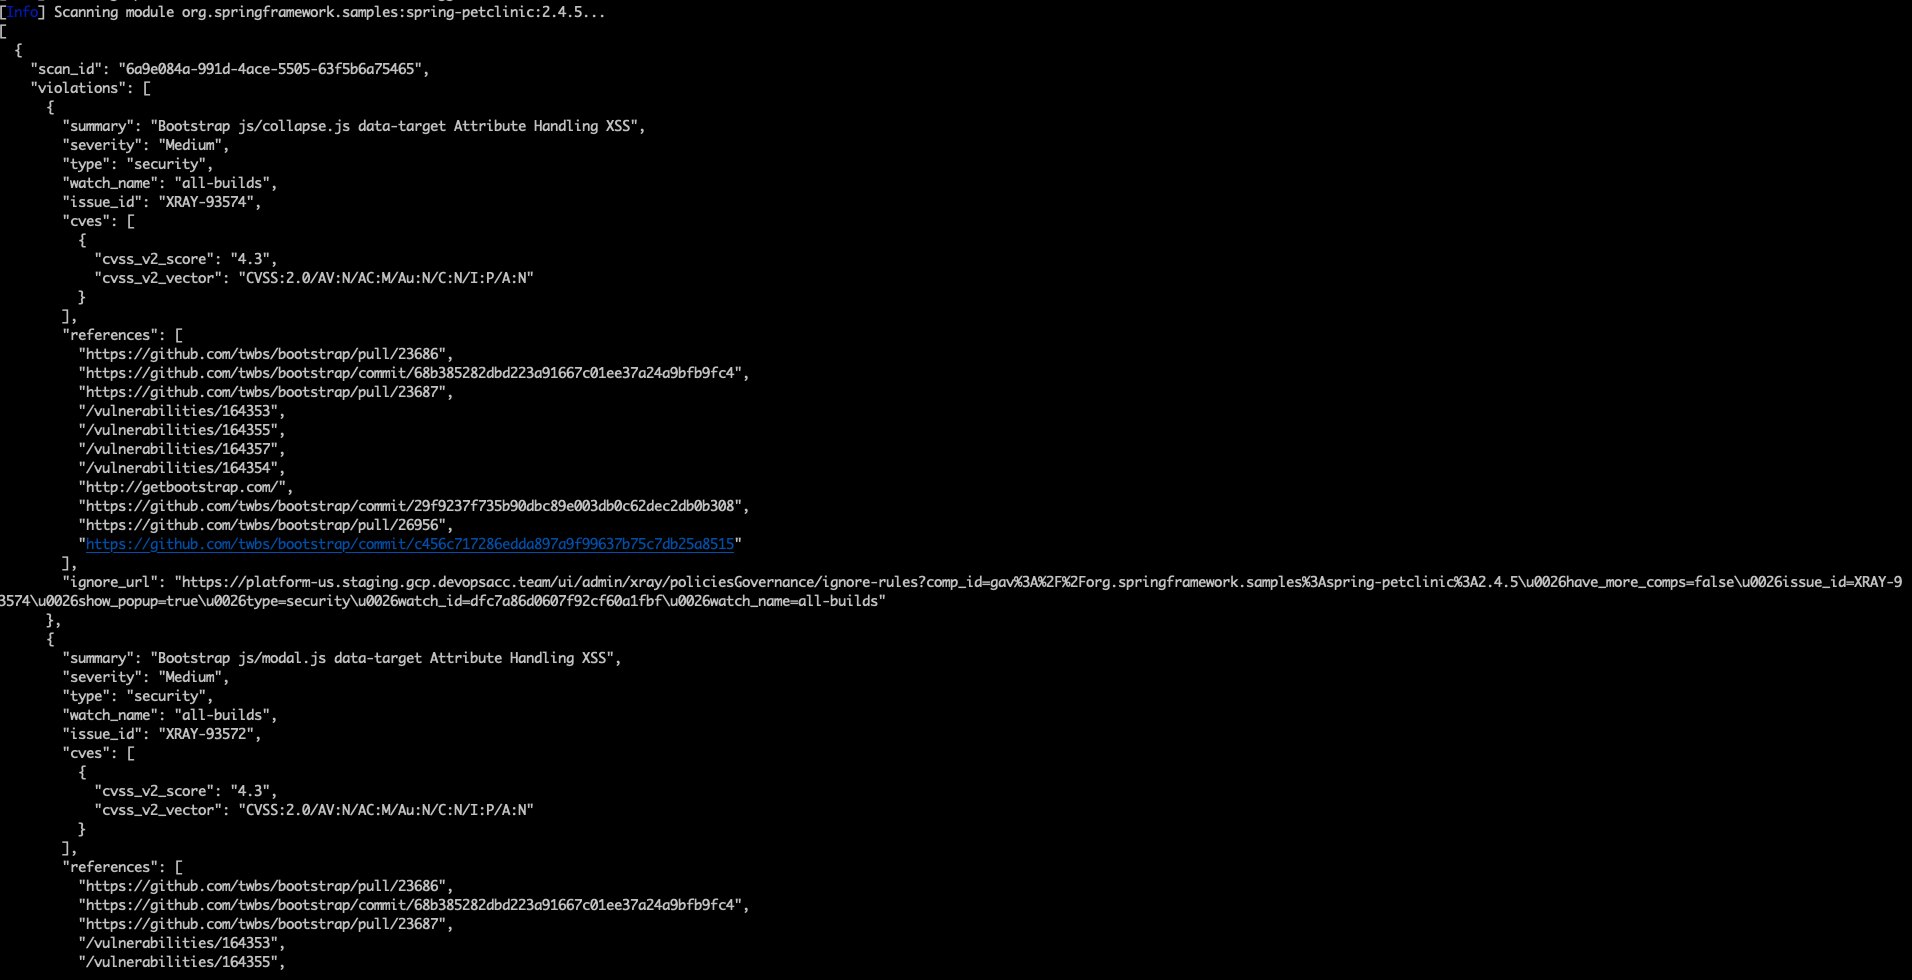 [Info] Scanning module org.springframework.samples:spring-petclinic:2.4.5...
[
  {
    "scan_id": "6a9e084a-991d-4ace-5505-63f5b6a75465",
    "violations": [
      {
        "summary": "Bootstrap js/collapse.js data-target Attribute Handling XSS",
        "severity": "Medium",
        "type": "security",
        "watch_name": "all-builds",
        "issue_id": "XRAY-93574",
        "cves": [
          {
            "cvss_v2_score": "4.3",
            "cvss_v2_vector": "CVSS:2.0/AV:N/AC:M/Au:N/C:N/I:P/A:N"
          }
        ],
        "references": [
          "https://github.com/twbs/bootstrap/pull/23686",
          "https://github.com/twbs/bootstrap/commit/68b385282dbd223a91667c01ee37a24a9bfb9fc4",
          "https://github.com/twbs/bootstrap/pull/23687",
          "/vulnerabilities/164353",
          "/vulnerabilities/164355",
          "/vulnerabilities/164357",
          "/vulnerabilities/164354",
          "http://getbootstrap.com/",
          "https://github.com/twbs/bootstrap/commit/29f9237f735b90dbc89e003db0c62dec2db0b308",
          "https://github.com/twbs/bootstrap/pull/26956",
          "https://github.com/twbs/bootstrap/commit/c456c717286edda897a9f99637b75c7db25a8515"
        ],
        "ignore_url": "https://platform-us.staging.gcp.devopsacc.team/ui/admin/xray/policiesGovernance/ignore-rules?comp_id=gav%3A%2F%2Forg.springframework.samples%3Aspring-petclinic%3A2.4.5\u0026have_more_comps=false\u0026issue_id=XRAY-9
3574\u0026show_popup=true\u0026type=security\u0026watch_id=dfc7a86d0607f92cf60a1fbf\u0026watch_name=all-builds"
      },
      {
        "summary": "Bootstrap js/modal.js data-target Attribute Handling XSS",
        "severity": "Medium",
        "type": "security",
        "watch_name": "all-builds",
        "issue_id": "XRAY-93572",
        "cves": [
          {
            "cvss_v2_score": "4.3",
            "cvss_v2_vector": "CVSS:2.0/AV:N/AC:M/Au:N/C:N/I:P/A:N"
          }
        ],
        "references": [
          "https://github.com/twbs/bootstrap/pull/23686",
          "https://github.com/twbs/bootstrap/commit/68b385282dbd223a91667c01ee37a24a9bfb9fc4",
          "https://github.com/twbs/bootstrap/pull/23687",
          "/vulnerabilities/164353",
          "/vulnerabilities/164355",